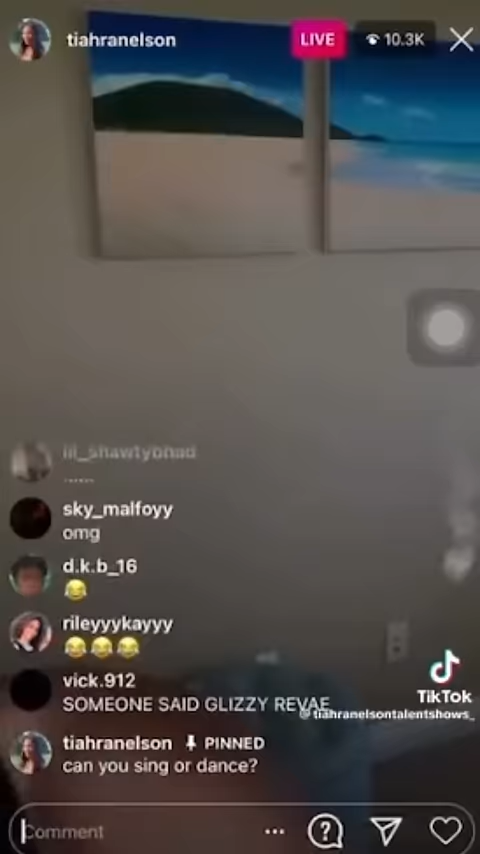 tiahranelson LIVE 10.3K
lil_shawtybhad
......
sky_malfoyy
omg
d.k.b_16
😂
rileyyykayyy
😂😂😂
vick.912
SOMEONE SAID GLIZZY REVAE
TikTok
@tiahranelsontalentshows_
tiahranelson PINNED
can you sing or dance?
Comment